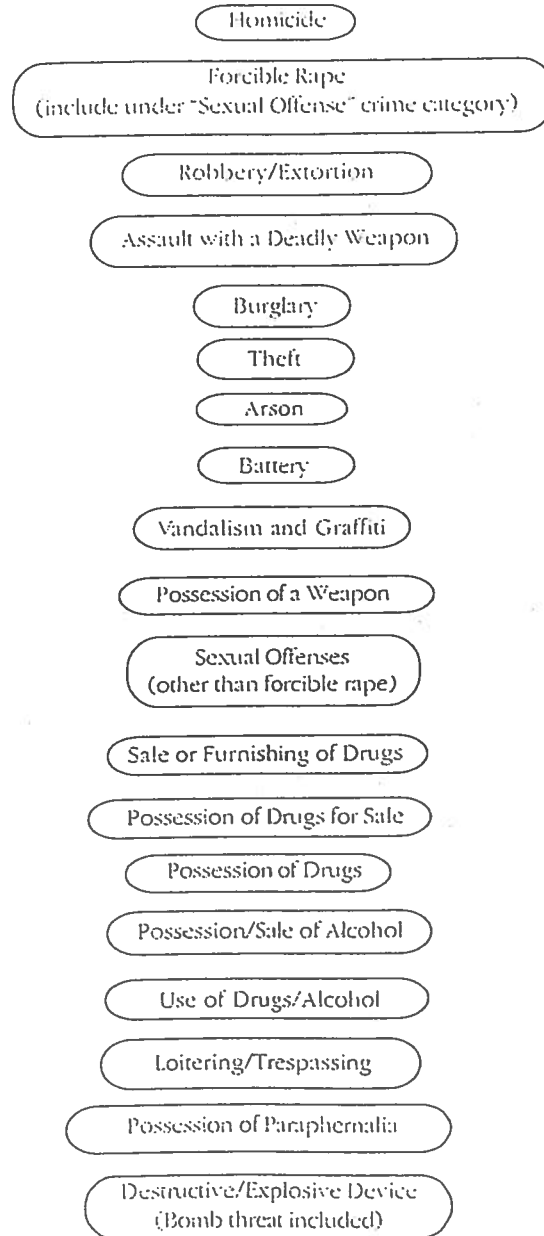 Homicide
Forcible Rape
(include under "Sexual Offense" crime category)
Robbery/Extortion
Assault with a Deadly Weapon
Burglary
Theft
Arson
Battery
Vandalism and Graffiti
Possession of a Weapon
Sexual Offenses
(other than forcible rape)
Sale or Furnishing of Drugs
Possession of Drugs for Sale
Possession of Drugs
Possession/Sale of Alcohol
Use of Drugs/Alcohol
Loitering/Trespassing
Possession of Paraphernalia
Destructive/Explosive Device
(Bomb threat included)